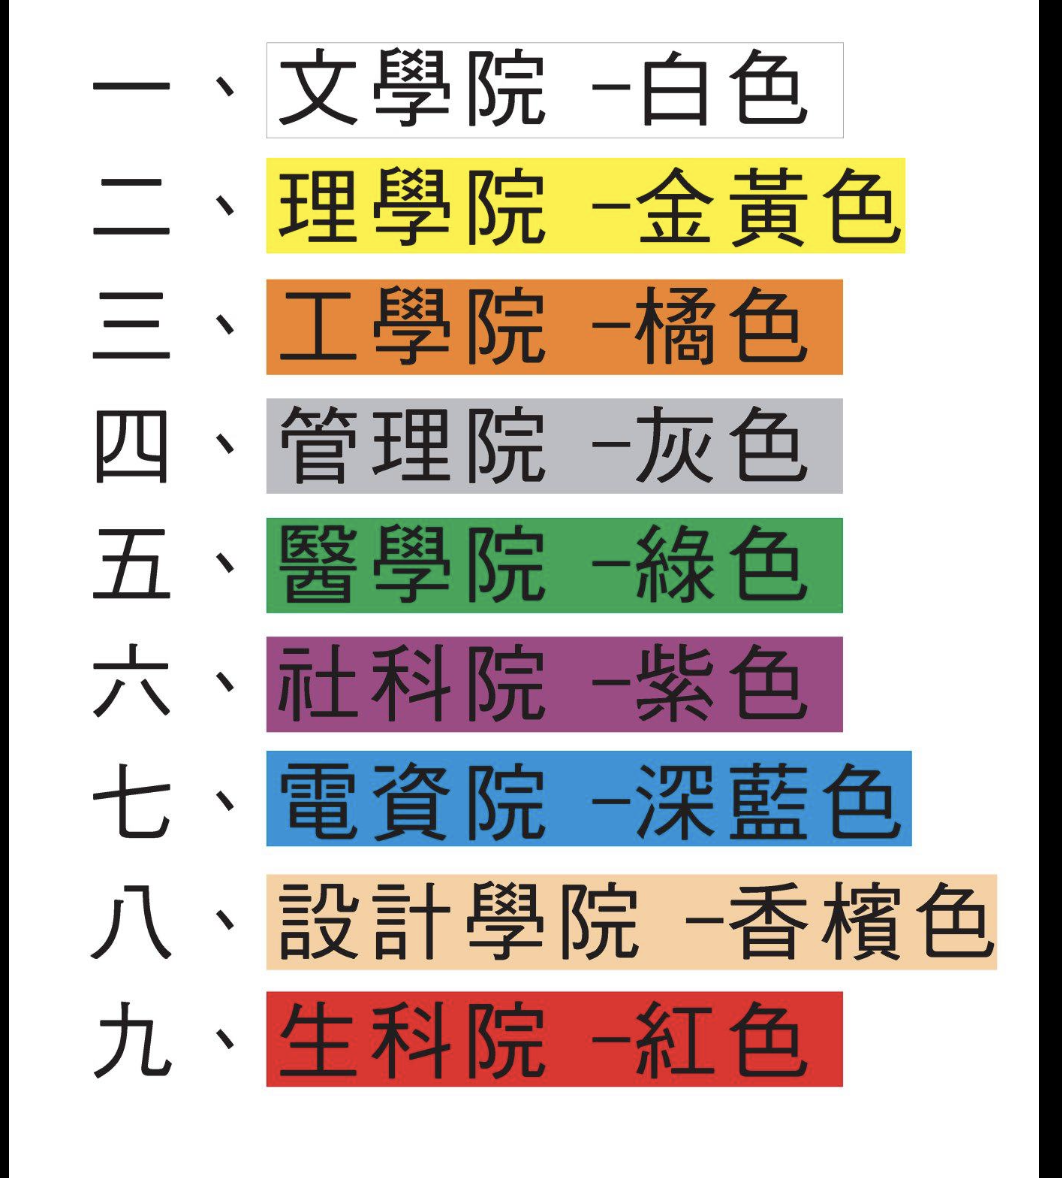 一、文學院 -白色
二、理學院 -金黃色
三、工學院 -橘色
四、管理院 -灰色
五、醫學院 -綠色
六、社科院 -紫色
七、電資院 -深藍色
八、設計學院 -香檳色
九、生科院 -紅色